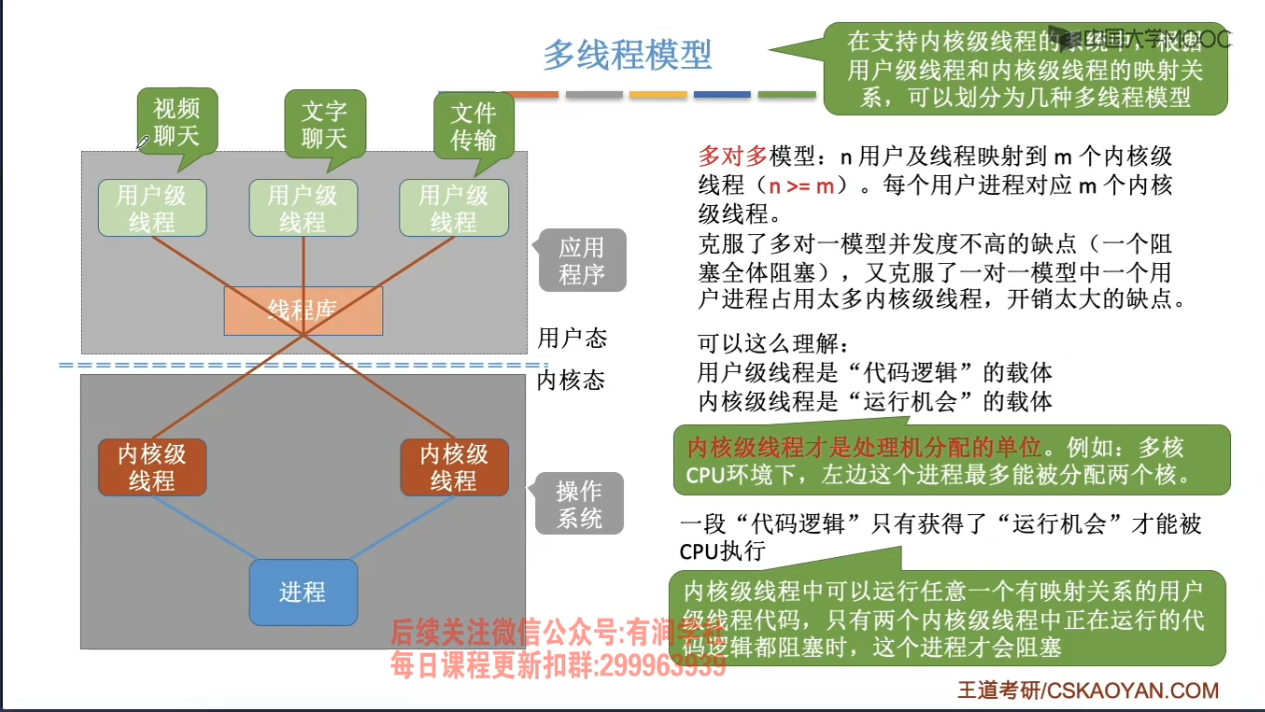 多线程模型
在支持内核级线程的系统中，根据
用户级线程和内核级线程的映射关
系，可以划分为几种多线程模型
中国大学MOOC
视频
聊天
文字
聊天
文件
传输
用户级
线程
用户级
线程
用户级
线程
线程库
应用
程序
用户态
内核态
内核级
线程
内核级
线程
操作
系统
进程
多对多模型：n 用户及线程映射到 m 个内核级
线程（n >= m）。每个用户进程对应 m 个内核
级线程。
克服了多对一模型并发度不高的缺点（一个阻
塞全体阻塞），又克服了一对一模型中一个用
户进程占用太多内核级线程，开销太大的缺点。
可以这么理解：
用户级线程是“代码逻辑”的载体
内核级线程是“运行机会”的载体
内核级线程才是处理机分配的单位。例如：多核
CPU环境下，左边这个进程最多能被分配两个核。
一段“代码逻辑”只有获得了“运行机会”才能被
CPU执行
内核级线程中可以运行任意一个有映射关系的用户
级线程代码，只有两个内核级线程中正在运行的代
码逻辑都阻塞时，这个进程才会阻塞
后续关注微信公众号:有涧学社
每日课程更新扣群:299963939
王道考研/CSKAOYAN.COM